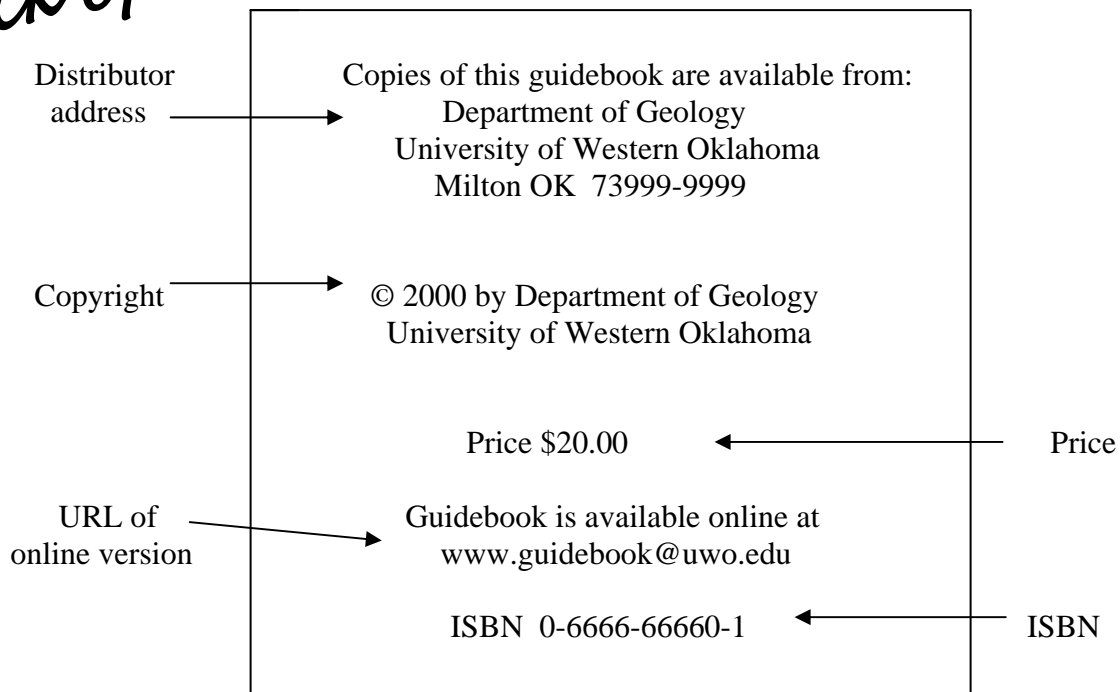 Distributor
address
Copies of this guidebook are available from:
Department of Geology
University of Western Oklahoma
Milton OK  73999-9999
Copyright
© 2000 by Department of Geology
University of Western Oklahoma
Price $20.00
Price
URL of
online version
Guidebook is available online at
www.guidebook@uwo.edu
ISBN  0-6666-66660-1
ISBN